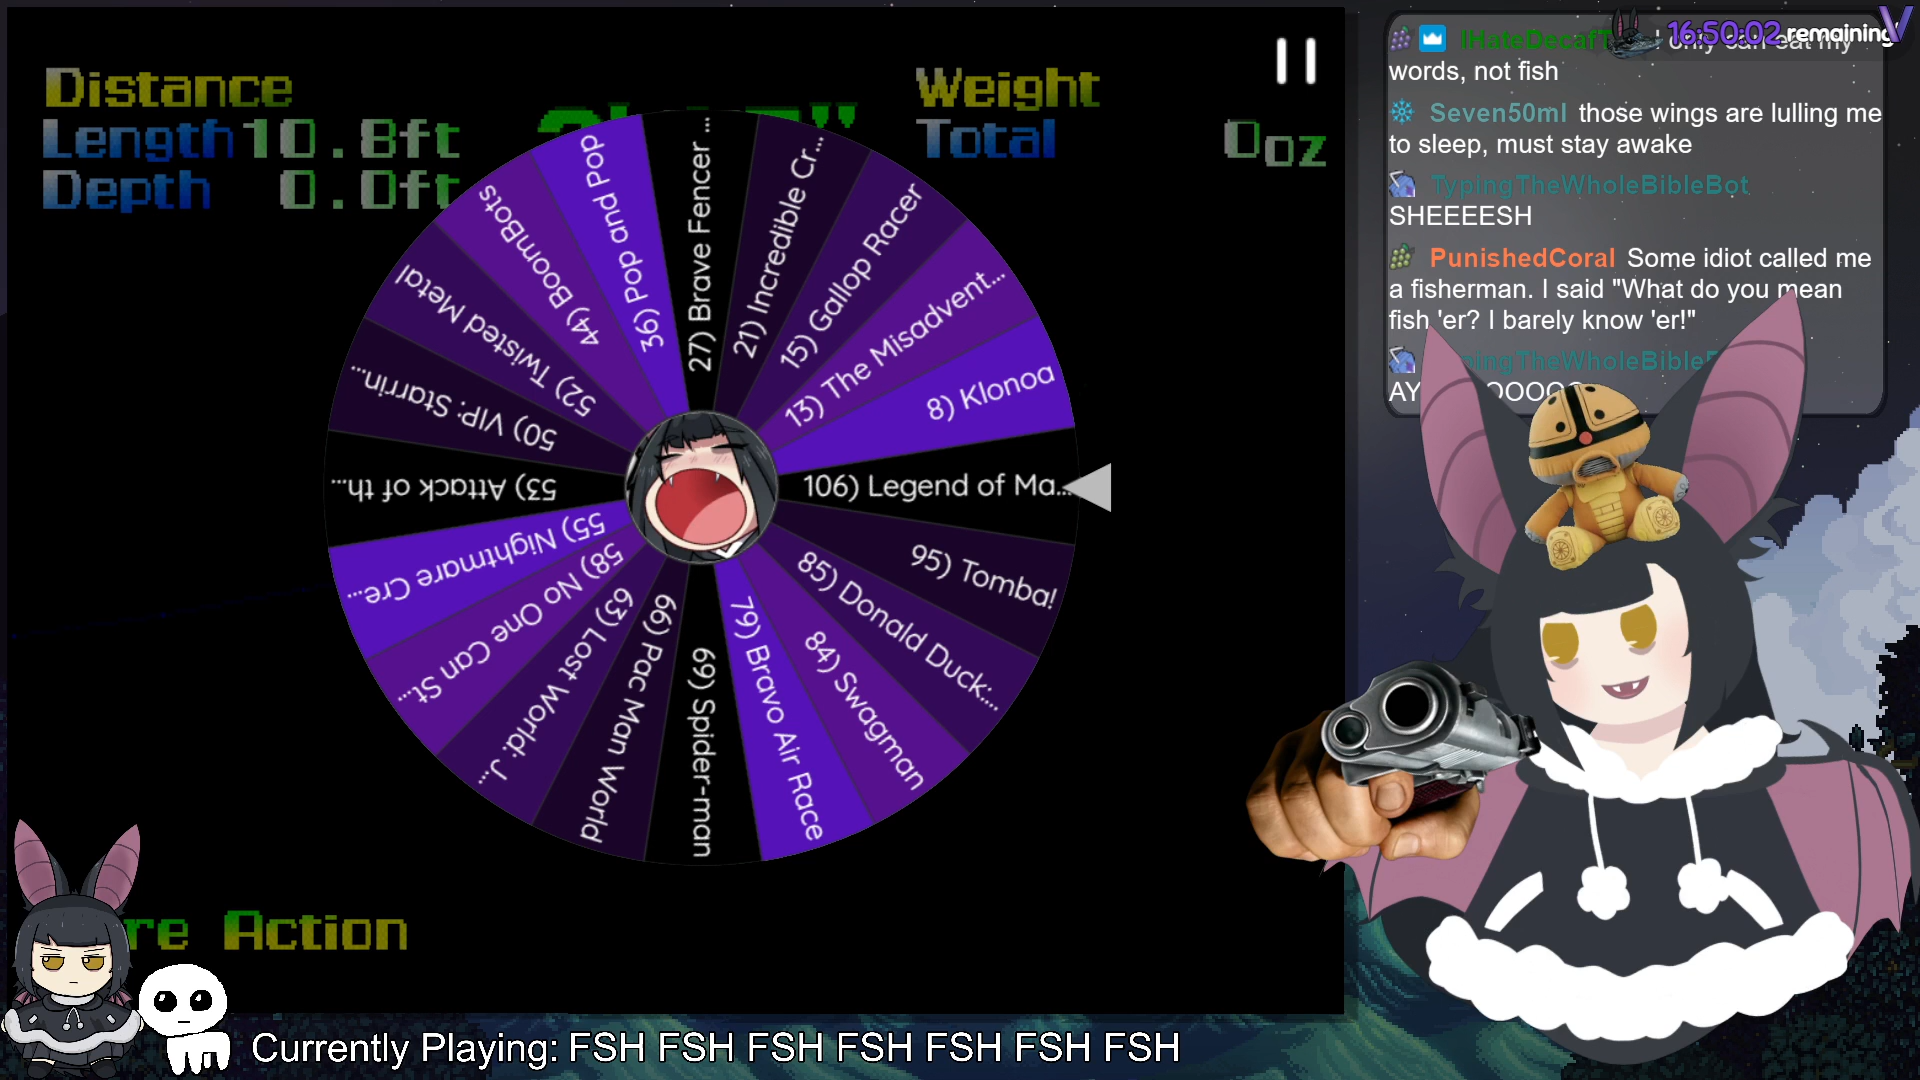 Distance
Length 10.8ft
Depth 0.0ft
Weight
Total 0oz
27) Brave Fencer ...
21) Incredible Cr...
15) Gallop Racer
13) The Misadvent...
8) Klonoa
106) Legend of Ma...
95) Tomba!
85) Donald Duck:...
84) Swagman
79) Bravo Air Race
69) Spider-man
66) Pac Man World
63) Lost World: J...
58) No One Can St...
55) Nightmare Cre...
53) Attack of th...
50) VIP: Starrin...
52) Twisted Metal
44) BoomBots
36) Pop and Pop
Action
Currently Playing: FSH FSH FSH FSH FSH FSH FSH
16:50:02 remaining
IHateDecafT ! only can eat my
words, not fish
Seven50ml those wings are lulling me
to sleep, must stay awake
TypingTheWholeBibleBot
SHEEEESH
PunishedCoral Some idiot called me
a fisherman. I said "What do you mean
fish 'er? I barely know 'er!"